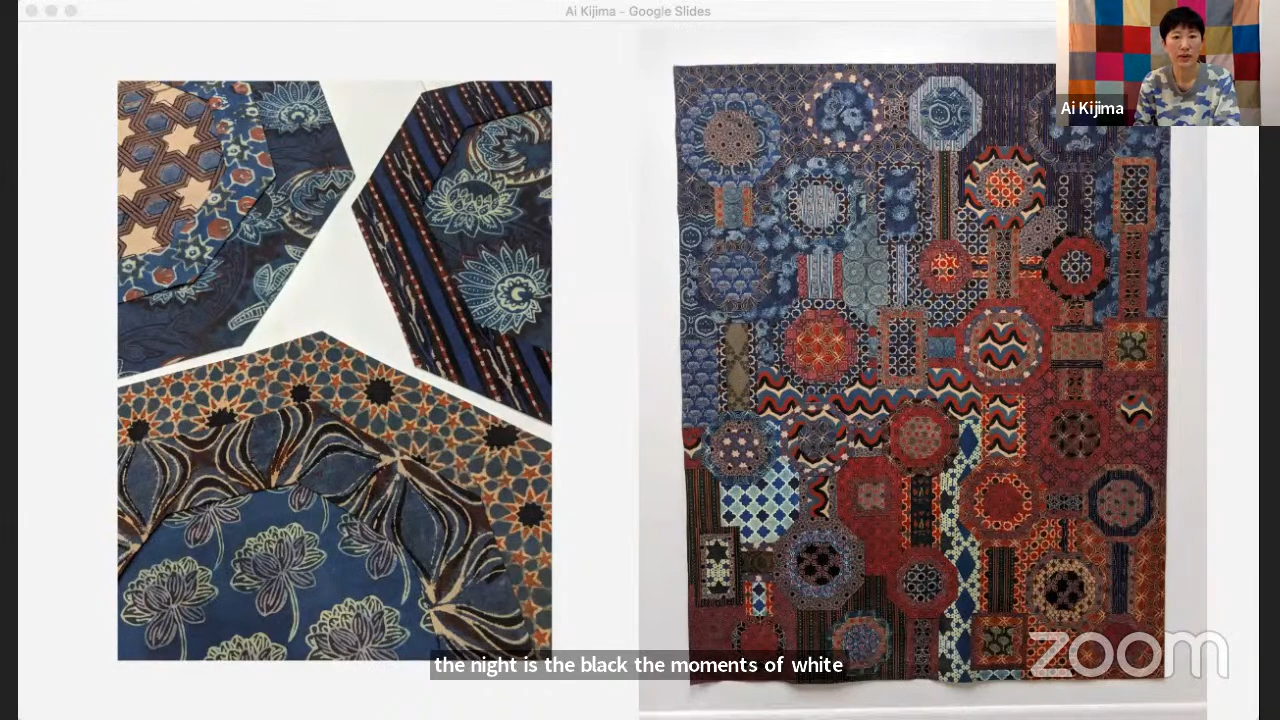 Ai Kijima - Google Slides
Ai Kijima
the night is the black the moments of white
zoom